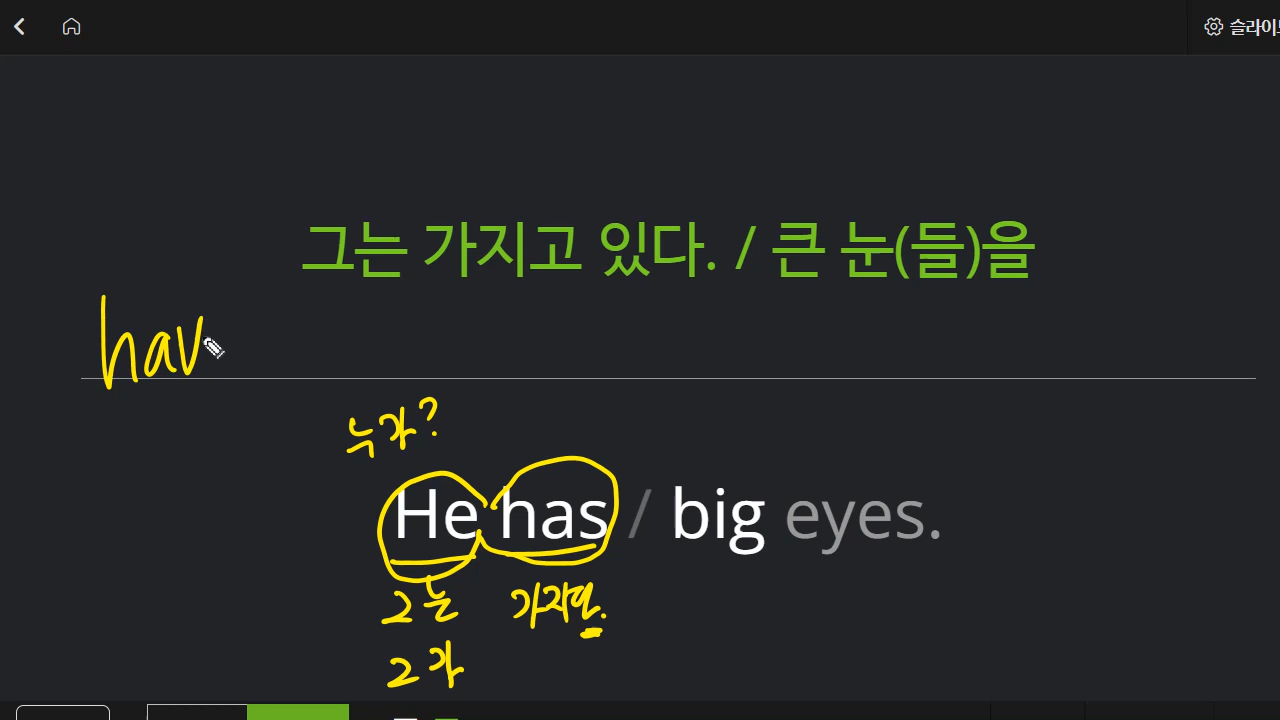 슬라이드
그는 가지고 있다. / 큰 눈(들)을
hav
누가?
He has / big eyes.
그는 가지면.
그가